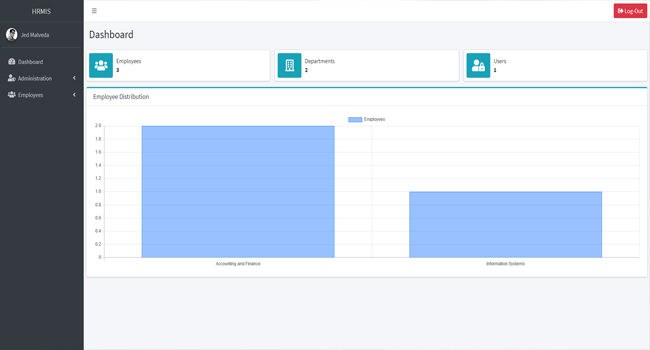 HRMIS
Log-Out
Jed Malveda
Dashboard
Administration
Employees
Dashboard
Employees
3
Departments
2
Users
1
Employee Distribution
Employees
2.0
1.8
1.6
1.4
1.2
1.0
0.8
0.6
0.4
0.2
0
Accounting and Finance
Information Systems